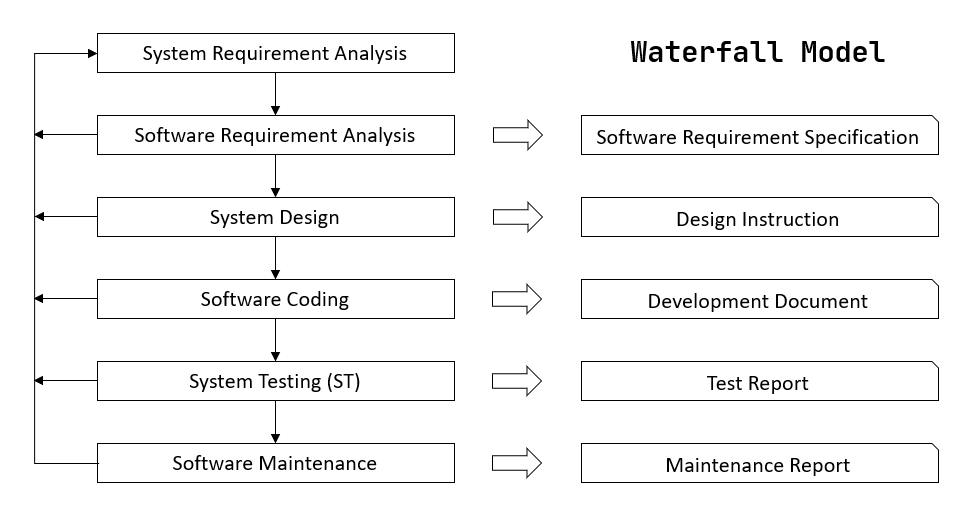 System Requirement Analysis
Waterfall Model
Software Requirement Analysis
Software Requirement Specification
System Design
Design Instruction
Software Coding
Development Document
System Testing (ST)
Test Report
Software Maintenance
Maintenance Report